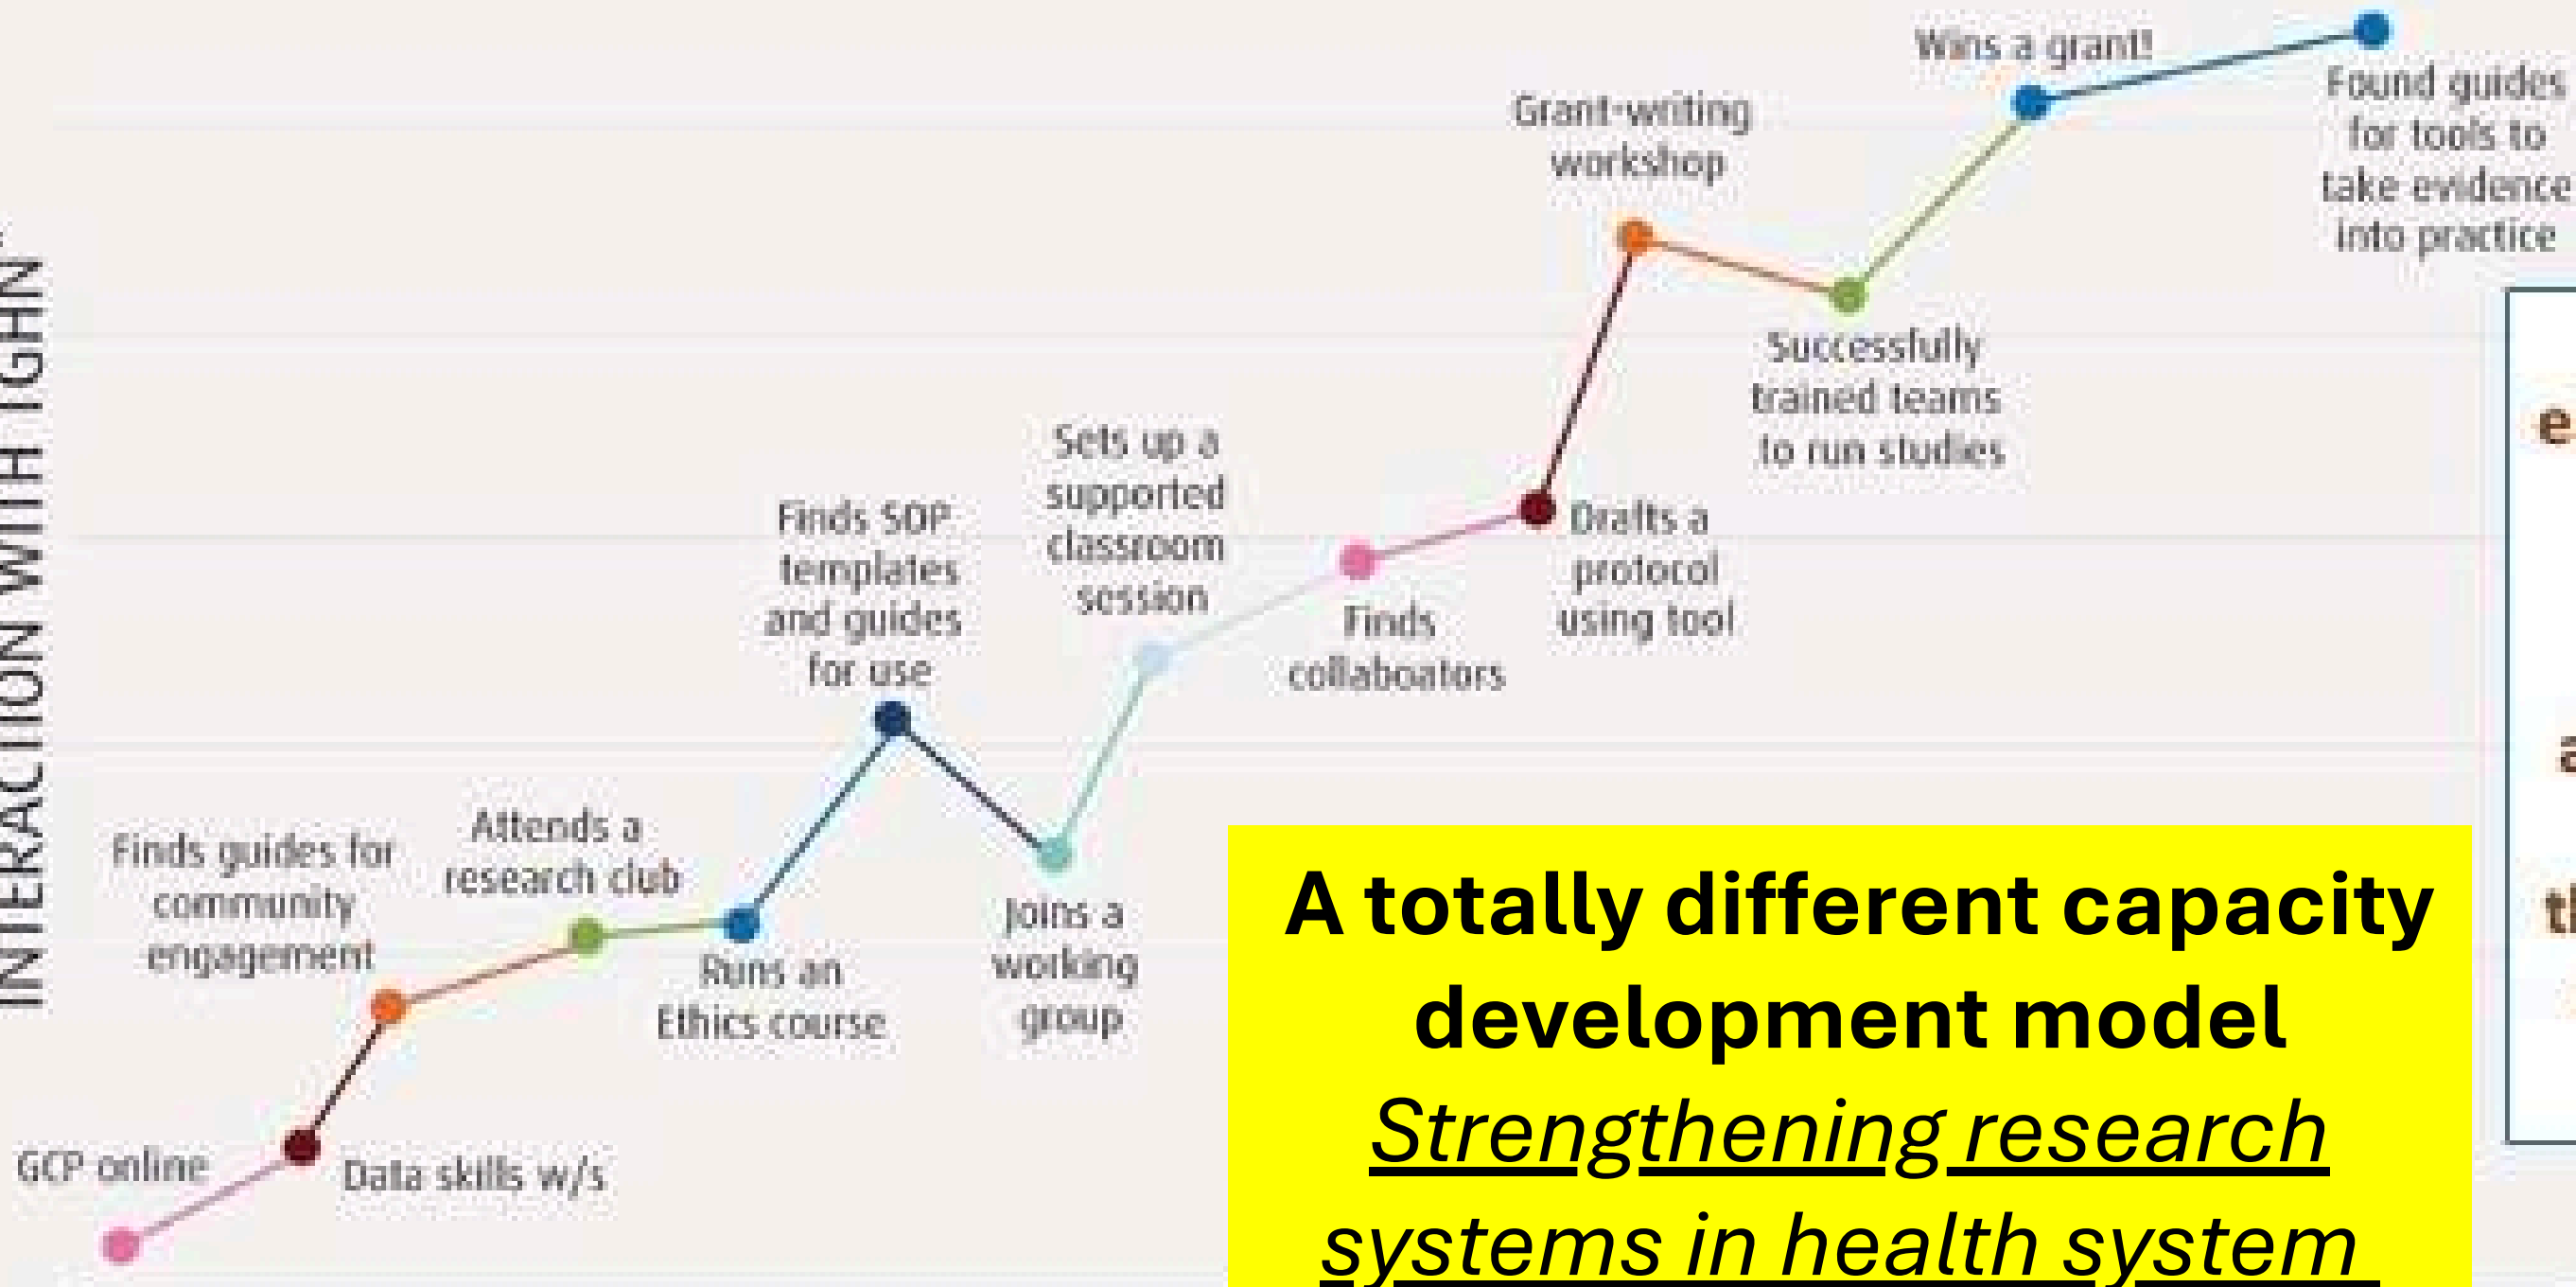 INTERACTION WITH TGHN
Wins a grant!
Found guides
for tools to
take evidence
into practice
Grant-writing
workshop
Successfully
trained teams
to run studies
Sets up a
supported
classroom
session
Finds SOP
templates
and guides
for use
Drafts a
protocol
using tool
Finds
collaboators
Attends a
research club
Finds guides for
community
engagement
Runs an
Ethics course
Joins a
working
group
GCP online
Data skills w/s
A totally different capacity
development model
Strengthening research
systems in health system